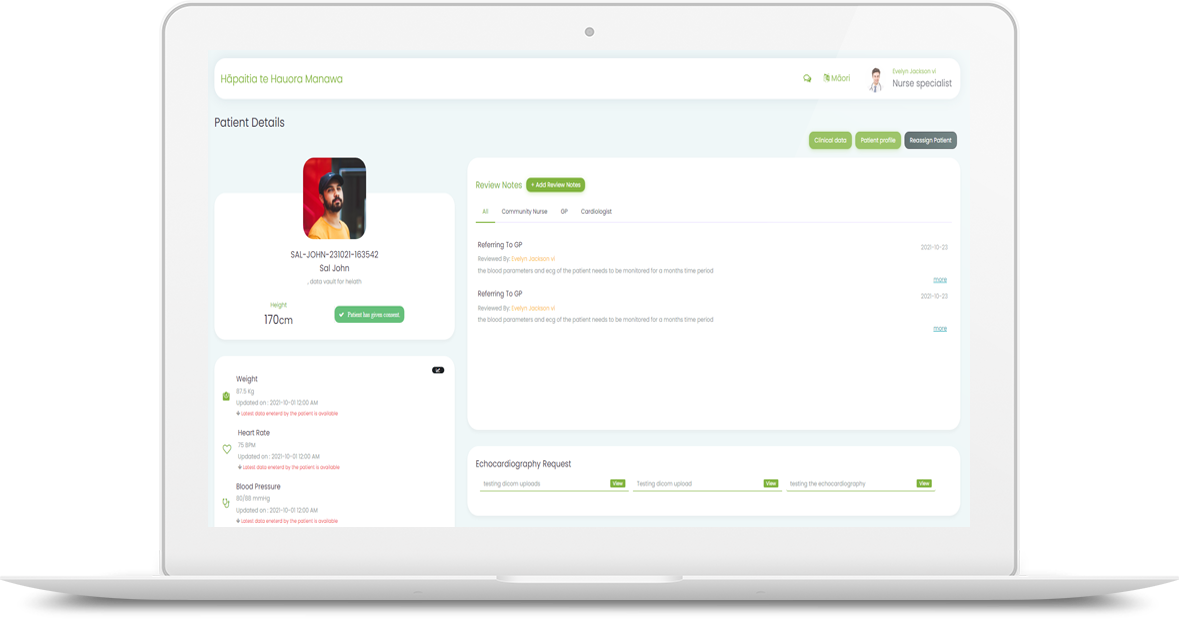 Hāpaitia te Hauora Manawa
Māori
Evelyn Jackson vl
Nurse specialist
Patient Details
Clinical data
Patient profile
Reassign Patient
SAL-JOHN-231021-163542
Sal John
, data vault for helath
Height
170cm
Patient has given consent
Weight
87.5 kg
Updated on : 2021-10-01 12:00 AM
Latest data eneterd by the patient is available
Heart Rate
75 BPM
Updated on : 2021-10-01 12:00 AM
Latest data eneterd by the patient is available
Blood Pressure
80/88 mmHg
Updated on : 2021-10-01 12:00 AM
Latest data eneterd by the patient is available
Review Notes
+ Add Review Notes
All Community Nurse GP Cardiologist
Referring To GP
2021-10-23
Reviewed By: Evelyn Jackson vl
the blood parameters and ecg of the patient needs to be monitored for a months time period
more
Referring To GP
2021-10-23
Reviewed By: Evelyn Jackson vl
the blood parameters and ecg of the patient needs to be monitored for a months time period
more
Echocardiography Request
testing dicom uploads View
Testing dicom upload View
testing the echocardiography View